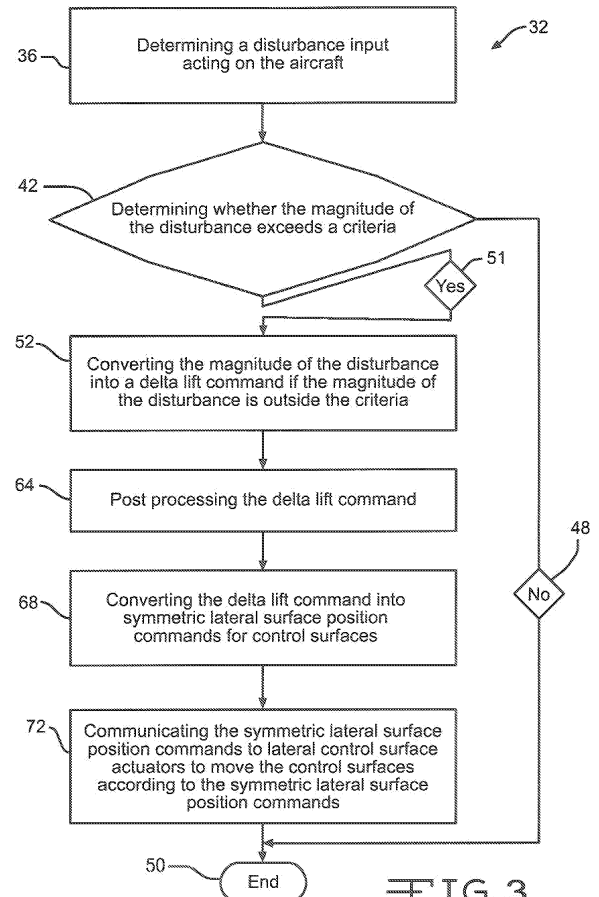 32
36
Determining a disturbance input
acting on the aircraft
42
Determining whether the magnitude of
the disturbance exceeds a criteria
51
Yes
52
Converting the magnitude of the disturbance
into a delta lift command if the magnitude of
the disturbance is outside the criteria
64
Post processing the delta lift command
48
No
68
Converting the delta lift command into
symmetric lateral surface position
commands for control surfaces
72
Communicating the symmetric lateral surface
position commands to lateral control surface
actuators to move the control surfaces
according to the symmetric lateral surface
position commands
50
End
FIG 3